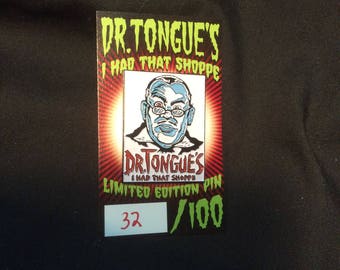 DR. TONGUE'S
I HAD THAT SHOPPE
DR. TONGUE'S
I HAD THAT SHOPPE
LIMITED EDITION PIN
32 /100